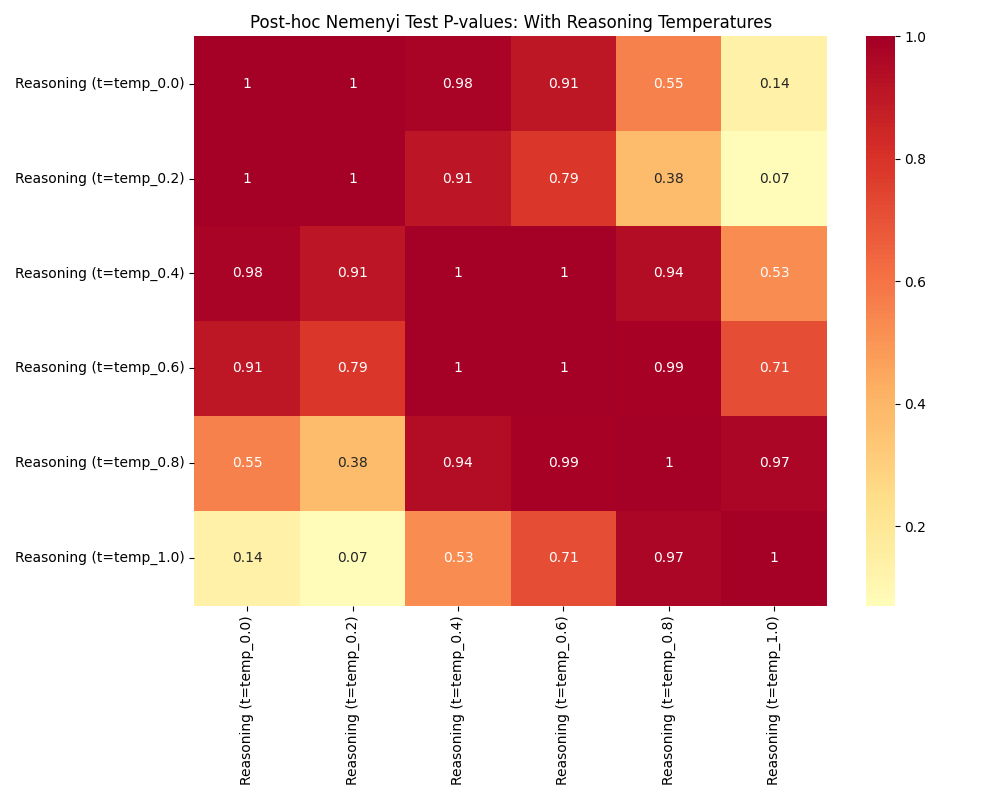 Post-hoc Nemenyi Test P-values: With Reasoning Temperatures
Reasoning (t=temp_0.0) 1 1 0.98 0.91 0.55 0.14
Reasoning (t=temp_0.2) 1 1 0.91 0.79 0.38 0.07
Reasoning (t=temp_0.4) 0.98 0.91 1 1 0.94 0.53
Reasoning (t=temp_0.6) 0.91 0.79 1 1 0.99 0.71
Reasoning (t=temp_0.8) 0.55 0.38 0.94 0.99 1 0.97
Reasoning (t=temp_1.0) 0.14 0.07 0.53 0.71 0.97 1
Reasoning (t=temp_0.0)
Reasoning (t=temp_0.2)
Reasoning (t=temp_0.4)
Reasoning (t=temp_0.6)
Reasoning (t=temp_0.8)
Reasoning (t=temp_1.0)
1.0
0.8
0.6
0.4
0.2